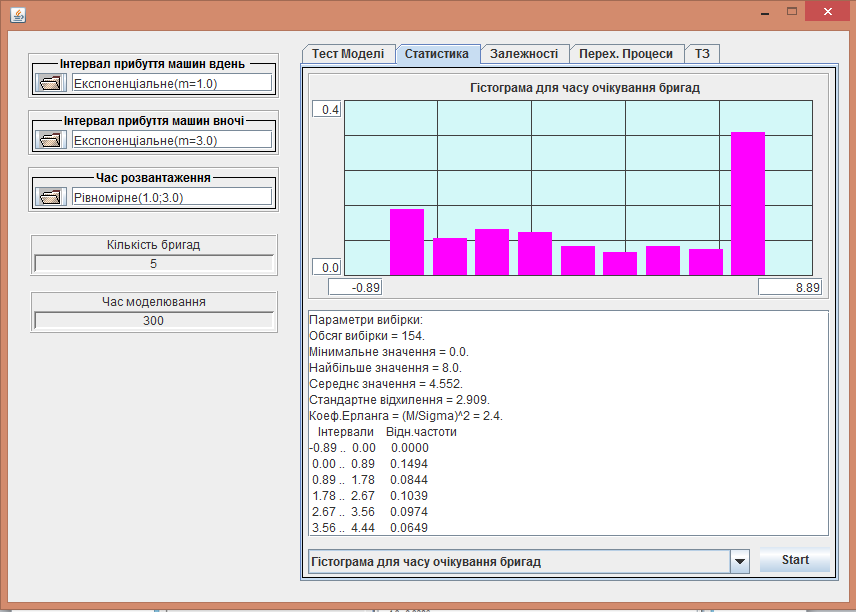 Інтервал прибуття машин вдень
Експоненціальне(m=1.0)
Інтервал прибуття машин вночі
Експоненціальне(m=3.0)
Час розвантаження
Рівномірне(1.0;3.0)
Кількість бригад
5
Час моделювання
300
Тест Моделі Статистика Залежності Перех. Процеси ТЗ
Гістограма для часу очікування бригад
0.4
0.0
-0.89 8.89
Параметри вибірки:
Обсяг вибірки = 154.
Мінімальне значення = 0.0.
Найбільше значення = 8.0.
Середнє значення = 4.552.
Стандартне відхилення = 2.909.
Коеф.Ерланга = (M/Sigma)^2 = 2.4.
Інтервали Відн.частоти
-0.89 .. 0.00 0.0000
0.00 .. 0.89 0.1494
0.89 .. 1.78 0.0844
1.78 .. 2.67 0.1039
2.67 .. 3.56 0.0974
3.56 .. 4.44 0.0649
Гістограма для часу очікування бригад
Start